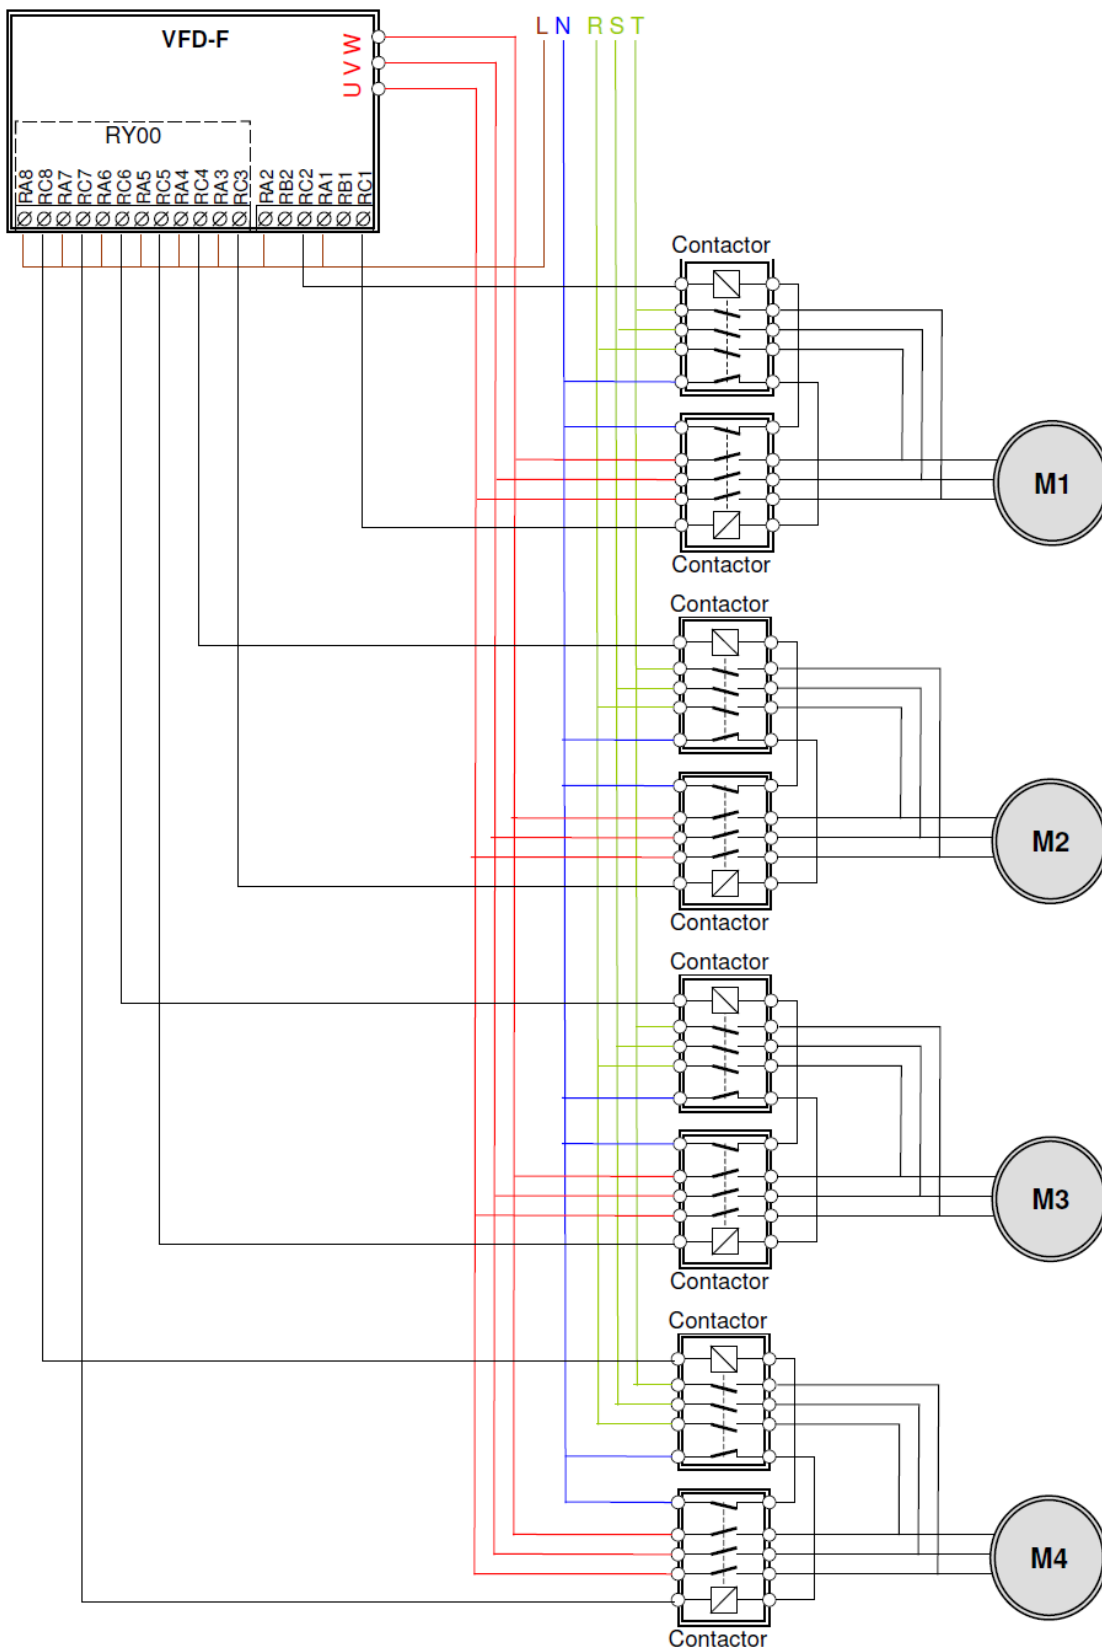 VFD-F
U V W
L N R S T
RY00
RA8 RC8 RA7 RC7 RA6 RC6 RA5 RC5 RA4 RC4 RA3 RC3 RA2 RB2 RC2 RA1 RB1 RC1
Contactor
M1
Contactor
Contactor
M2
Contactor
Contactor
M3
Contactor
Contactor
M4
Contactor